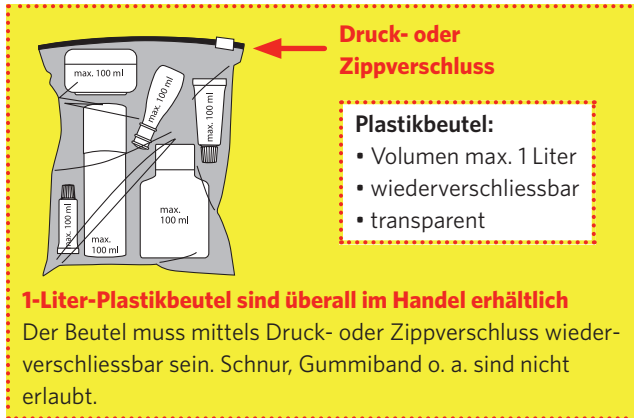 Druck- oder
Zippverschluss
max. 100 ml
max. 100 ml
max. 100 ml
max. 100 ml
max.
100 ml
max.
100 ml
Plastikbeutel:
• Volumen max. 1 Liter
• wiederverschliessbar
• transparent
1-Liter-Plastikbeutel sind überall im Handel erhältlich
Der Beutel muss mittels Druck- oder Zippverschluss wieder-
verschliessbar sein. Schnur, Gummiband o. a. sind nicht
erlaubt.